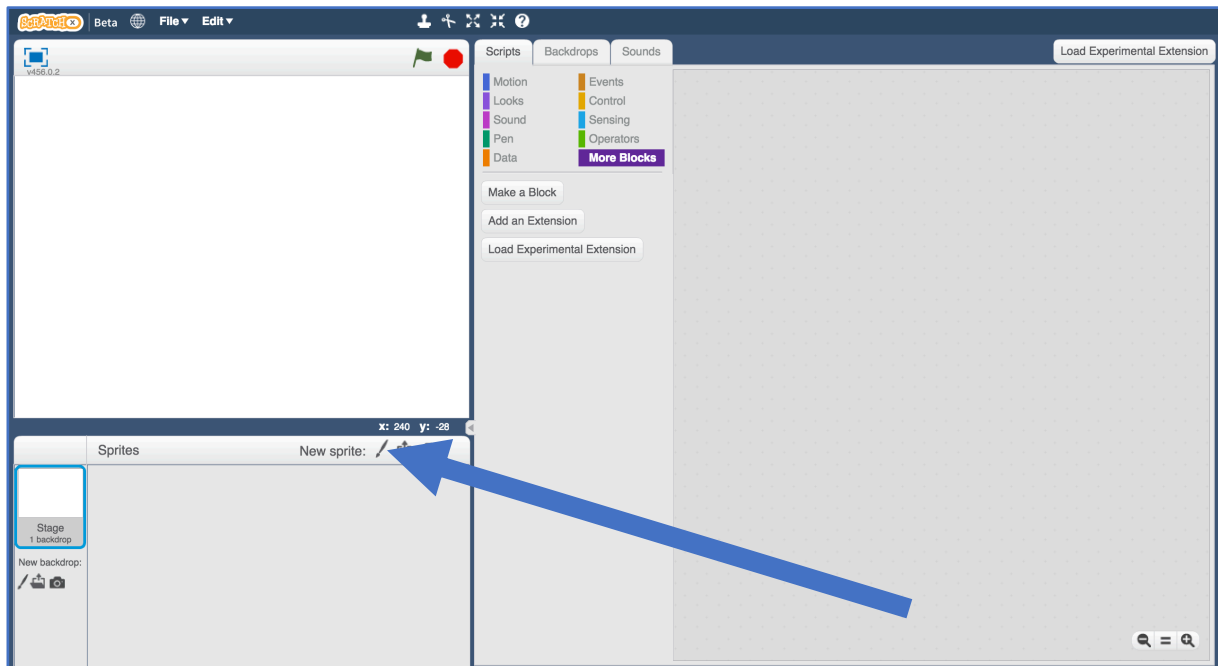 SCRATCHX Beta File Edit
v456.0.2
Scripts Backdrops Sounds Load Experimental Extension
Motion Events
Looks Control
Sound Sensing
Pen Operators
Data More Blocks
Make a Block
Add an Extension
Load Experimental Extension
x: 240 y: -28
Sprites New sprite:
Stage
1 backdrop
New backdrop: